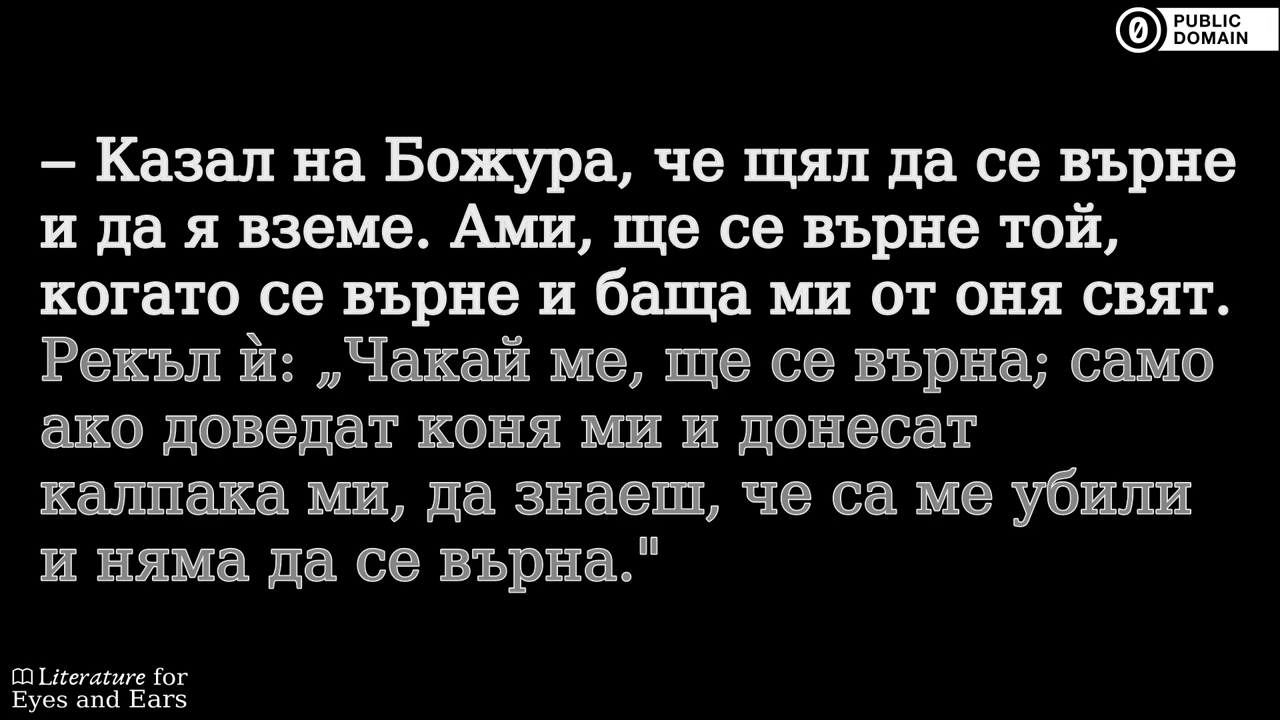 PUBLIC
DOMAIN
– Казал на Божура, че щял да се върне
и да я вземе. Ами, ще се върне той,
когато се върне и баща ми от оня свят.
Рекъл ѝ: „Чакай ме, ще се върна; само
ако доведат коня ми и донесат
калпака ми, да знаеш, че са ме убили
и няма да се върна."
Literature for
Eyes and Ears